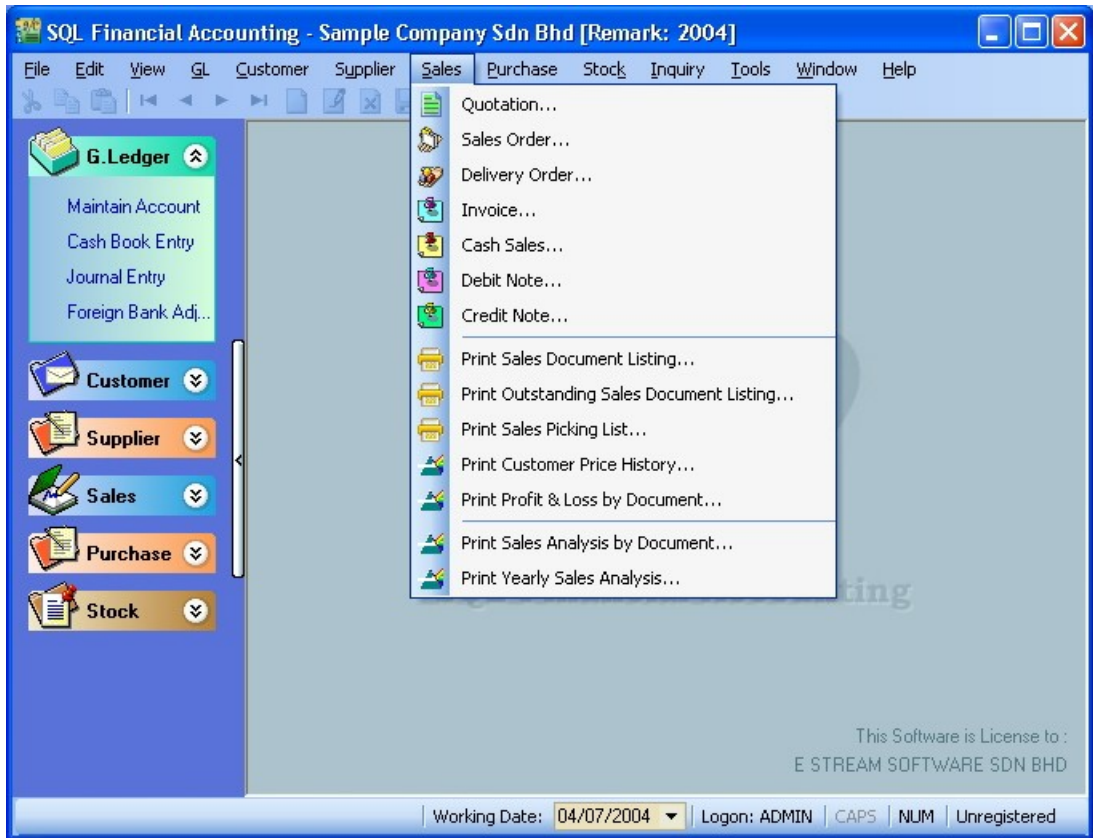 SQL Financial Accounting - Sample Company Sdn Bhd [Remark: 2004]
File Edit View GL Customer Supplier Sales Purchase Stock Inquiry Tools Window Help
G.Ledger
Maintain Account
Cash Book Entry
Journal Entry
Foreign Bank Adj...
Customer
Supplier
Sales
Purchase
Stock
Quotation...
Sales Order...
Delivery Order...
Invoice...
Cash Sales...
Debit Note...
Credit Note...
Print Sales Document Listing...
Print Outstanding Sales Document Listing...
Print Sales Picking List...
Print Customer Price History...
Print Profit & Loss by Document...
Print Sales Analysis by Document...
Print Yearly Sales Analysis...
ting
This Software is License to :
E STREAM SOFTWARE SDN BHD
Working Date: 04/07/2004 Logon: ADMIN CAPS NUM Unregistered